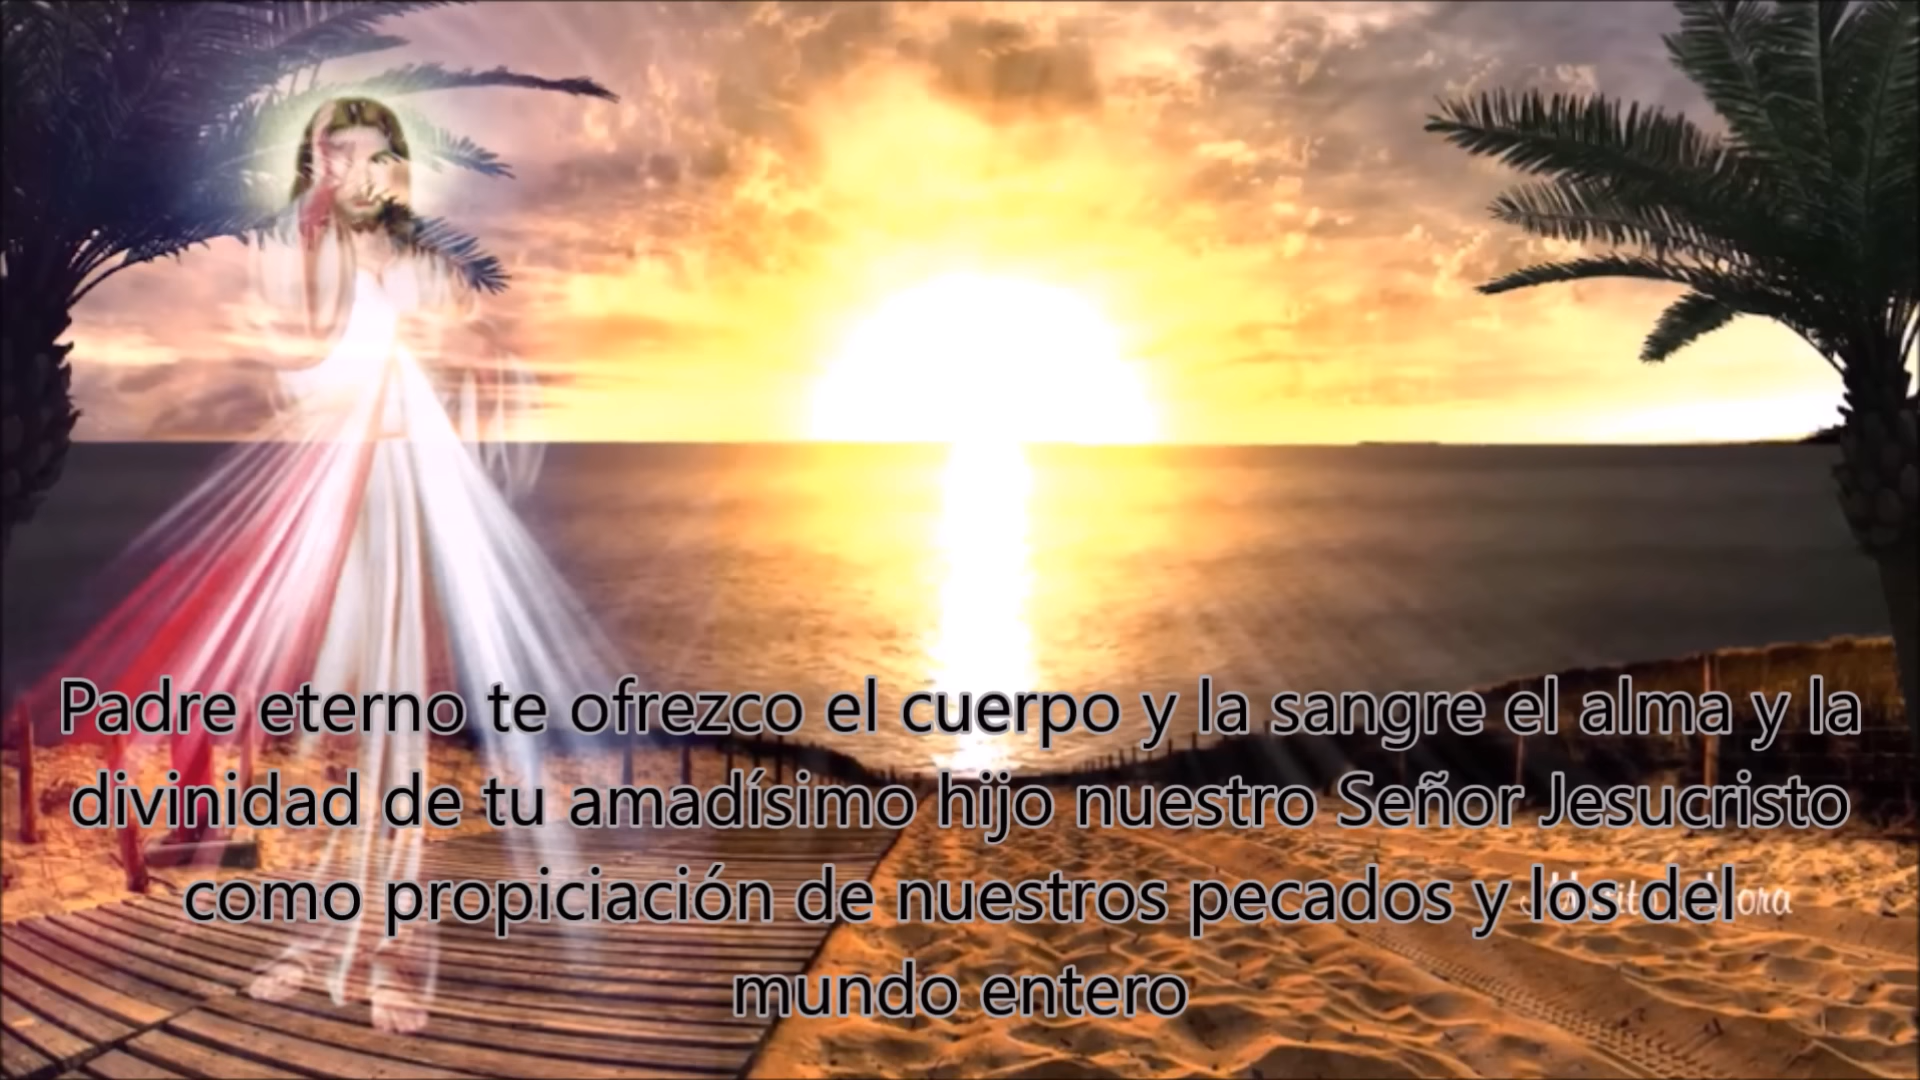 Padre eterno te ofrezco el cuerpo y la sangre el alma y la
divinidad de tu amadísimo hijo nuestro Señor Jesucristo
como propiciación de nuestros pecados y los del
mundo entero